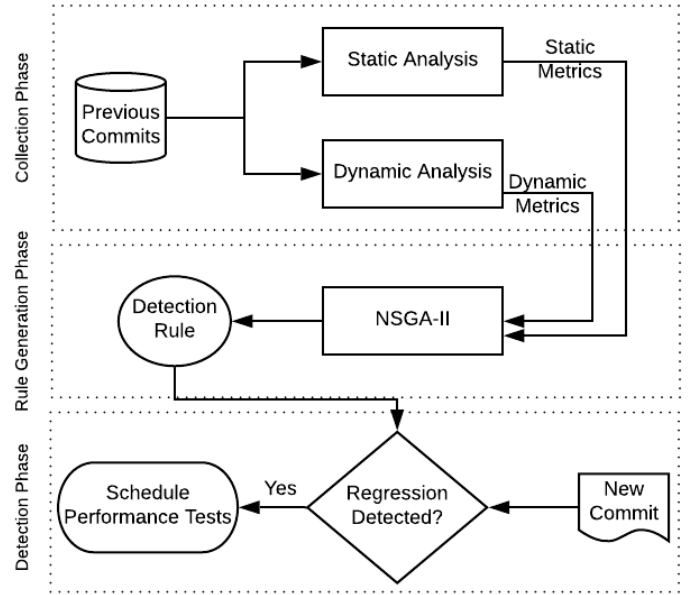 Collection Phase
Previous
Commits
Static Analysis
Static
Metrics
Dynamic Analysis
Dynamic
Metrics
Rule Generation Phase
Detection
Rule
NSGA-II
Detection Phase
Schedule
Performance Tests
Yes
Regression
Detected?
New
Commit